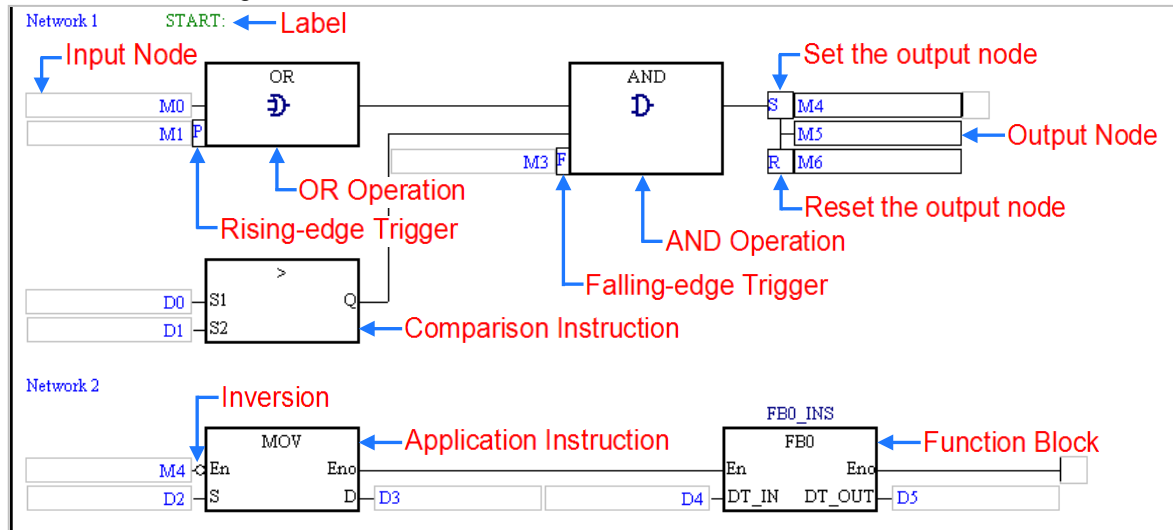 Network 1
START:
Label
Input Node
OR
AND
Set the output node
M0
S M4
M1 P
M5
Output Node
M3 F
R M6
OR Operation
Reset the output node
Rising-edge Trigger
AND Operation
>
Falling-edge Trigger
D0 S1 Q
D1 S2
Comparison Instruction
Network 2
Inversion
FB0_INS
MOV
Application Instruction
FB0
Function Block
M4 En Eno
En Eno
D2 S D D3
D4 DT_IN DT_OUT D5